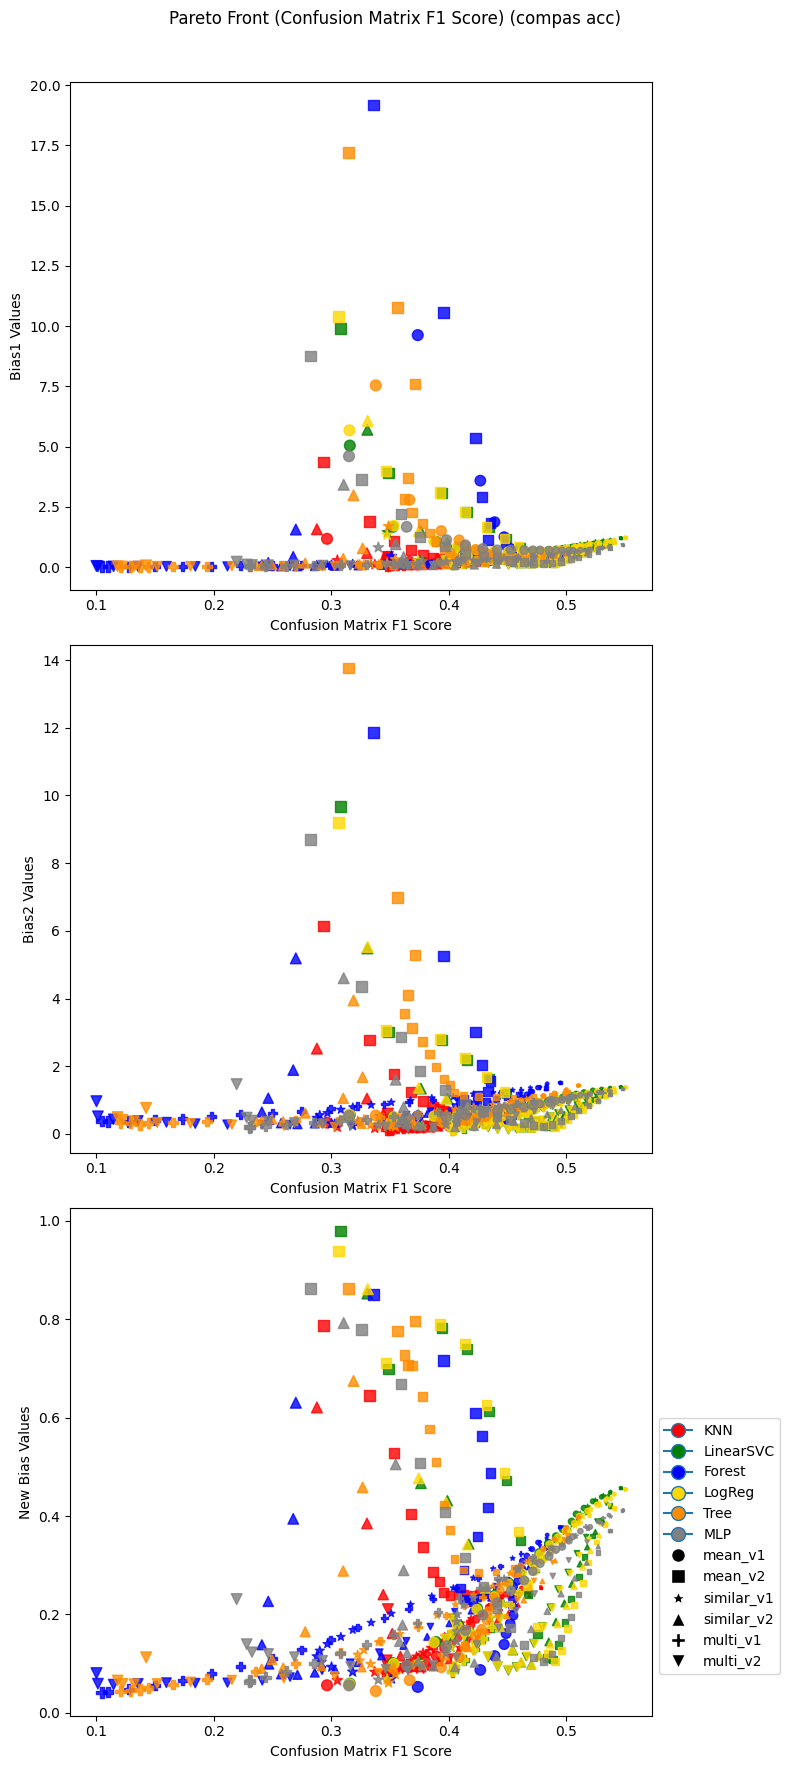 Pareto Front (Confusion Matrix F1 Score) (compas acc)
20.0
17.5
15.0
12.5
10.0
7.5
5.0
2.5
0.0
Bias1 Values
0.1 0.2 0.3 0.4 0.5
Confusion Matrix F1 Score
14
12
10
8
6
4
2
0
Bias2 Values
0.1 0.2 0.3 0.4 0.5
Confusion Matrix F1 Score
1.0
0.8
0.6
0.4
0.2
0.0
New Bias Values
0.1 0.2 0.3 0.4 0.5
Confusion Matrix F1 Score
KNN
LinearSVC
Forest
LogReg
Tree
MLP
mean_v1
mean_v2
similar_v1
similar_v2
multi_v1
multi_v2